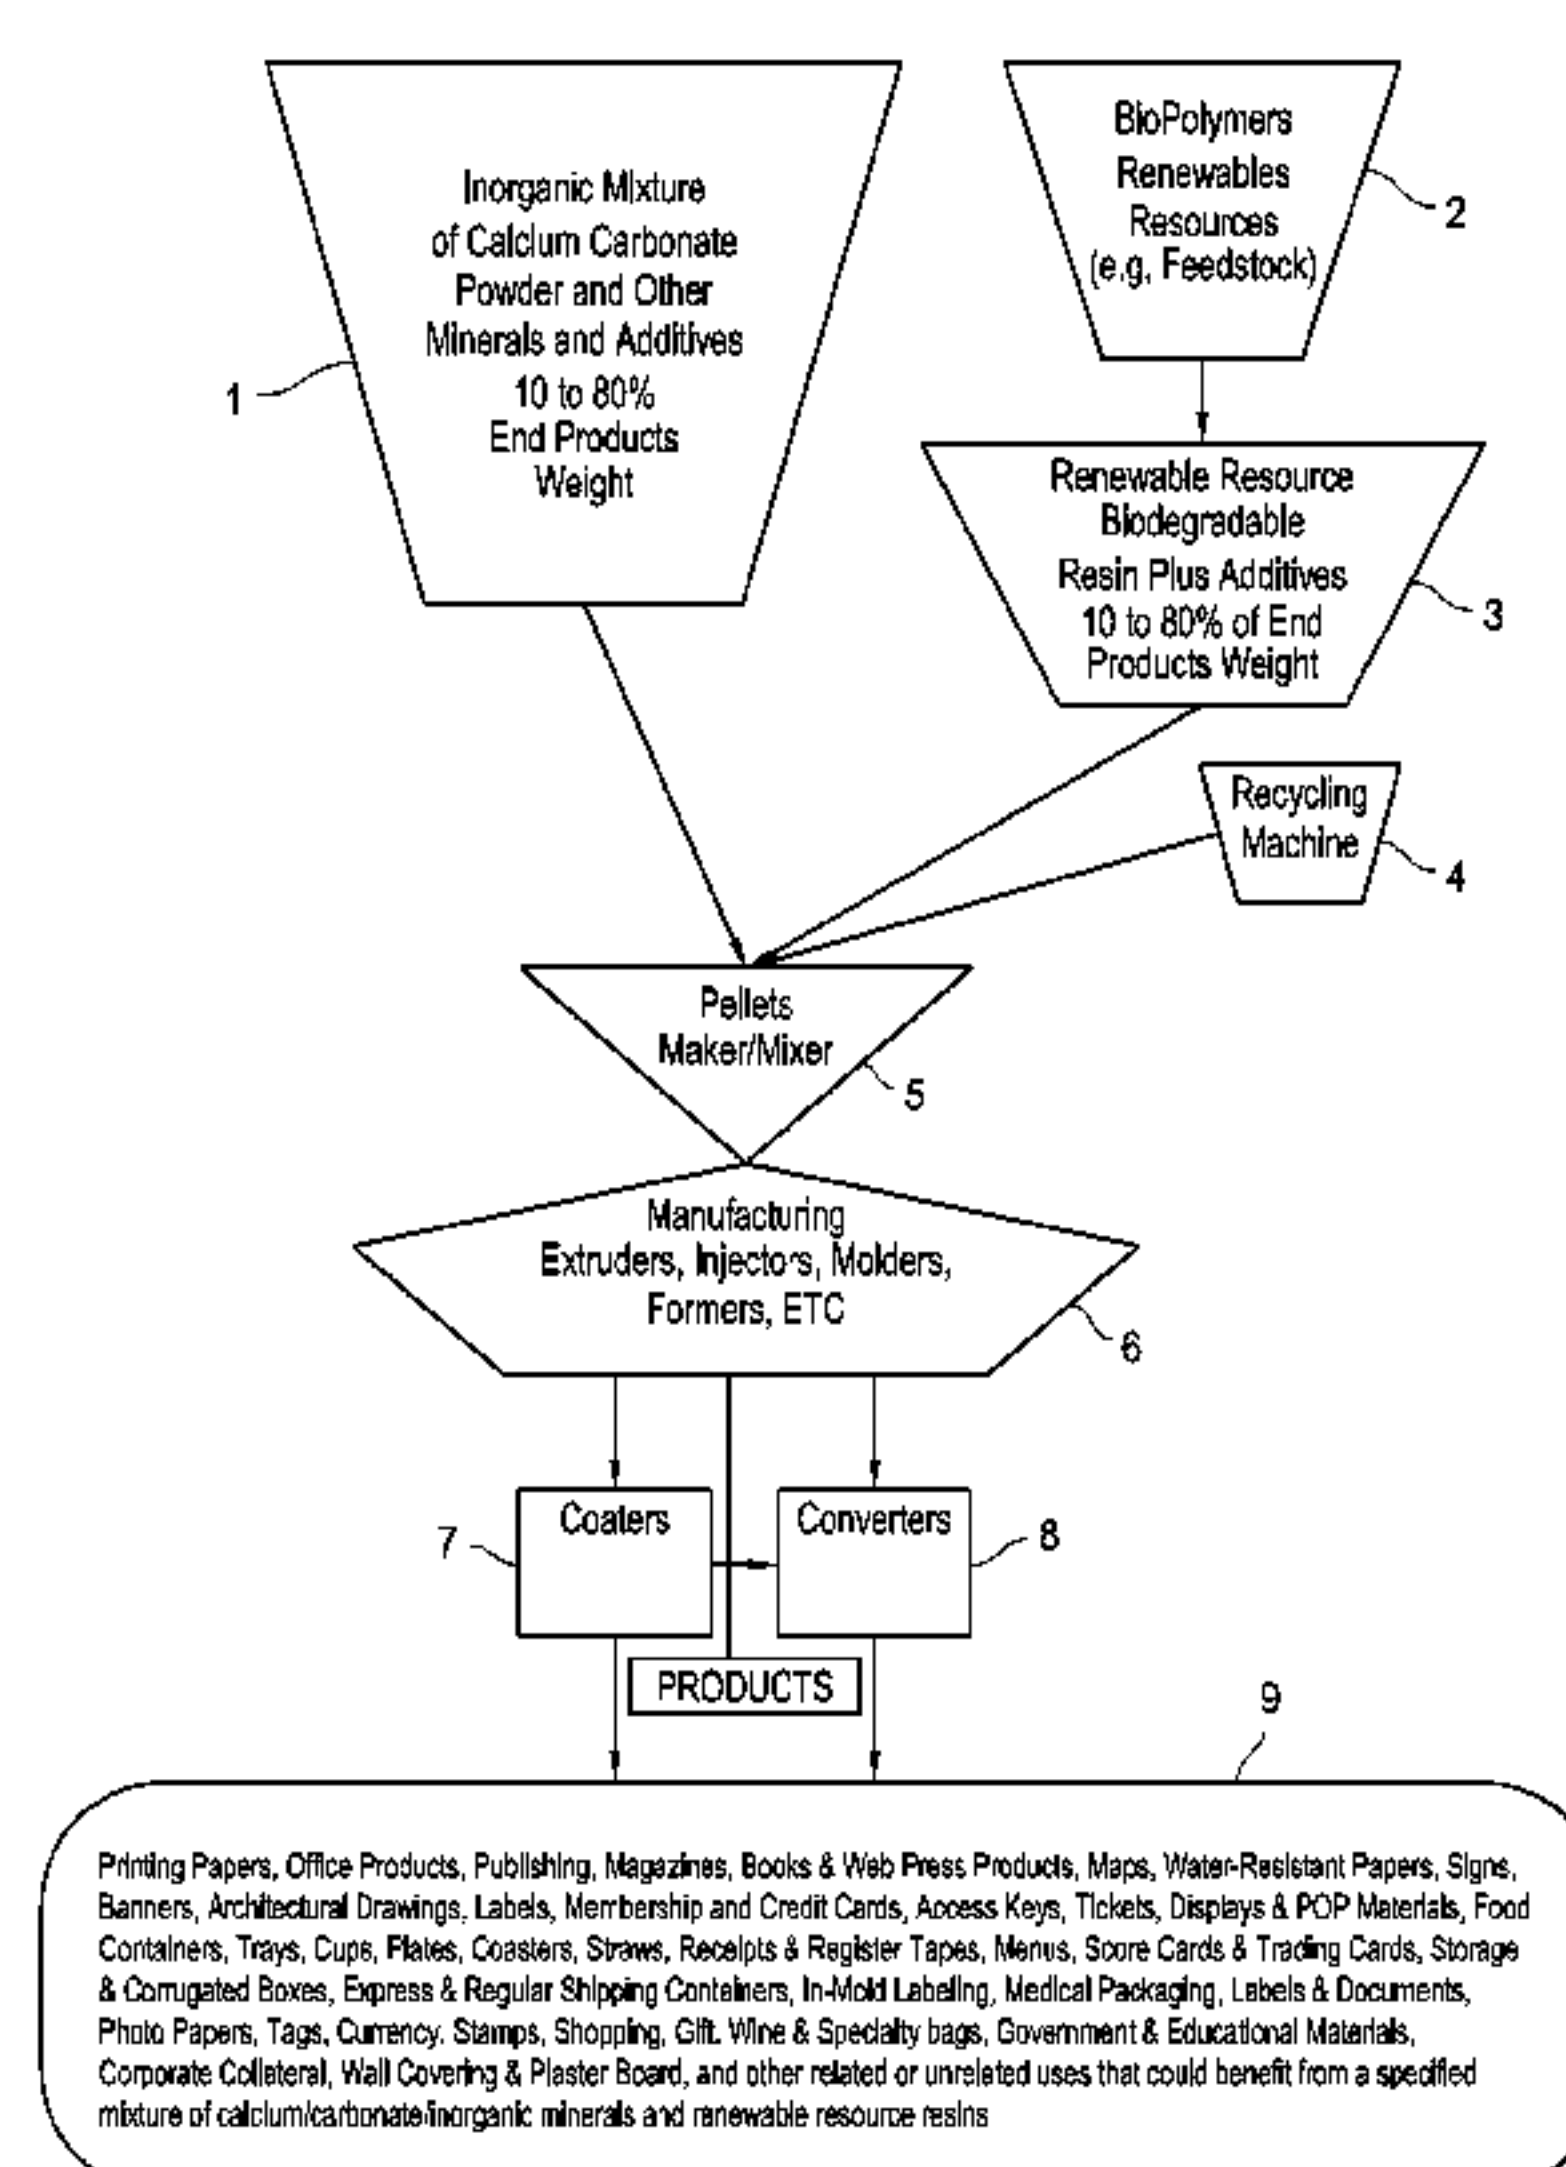 Inorganic Mixture
of Calcium Carbonate
Powder and Other
Minerals and Additives
10 to 80%
End Products
Weight
1
BioPolymers
Renewables
Resources
(e.g. Feedstock)
2
Renewable Resource
Biodegradable
Resin Plus Additives
10 to 80% of End
Products Weight
3
Recycling
Machine
4
Pellets
Maker/Mixer
5
Manufacturing
Extruders, Injectors, Molders,
Formers, ETC
6
7
Coaters
Converters
8
PRODUCTS
9
Printing Papers, Office Products, Publishing, Magazines, Books & Web Press Products, Maps, Water-Resistant Papers, Signs,
Banners, Architectural Drawings, Labels, Membership and Credit Cards, Access Keys, Tickets, Displays & POP Materials, Food
Containers, Trays, Cups, Plates, Coasters, Straws, Receipts & Register Tapes, Menus, Score Cards & Trading Cards, Storage
& Corrugated Boxes, Express & Regular Shipping Containers, In-Mold Labeling, Medical Packaging, Labels & Documents,
Photo Papers, Tags, Currency. Stamps, Shopping, Gift. Wine & Specialty bags, Government & Educational Materials,
Corporate Collateral, Wall Covering & Plaster Board, and other related or unreleted uses that could benefit from a specified
mixture of calcium/carbonate/inorganic minerals and renewable resource resins